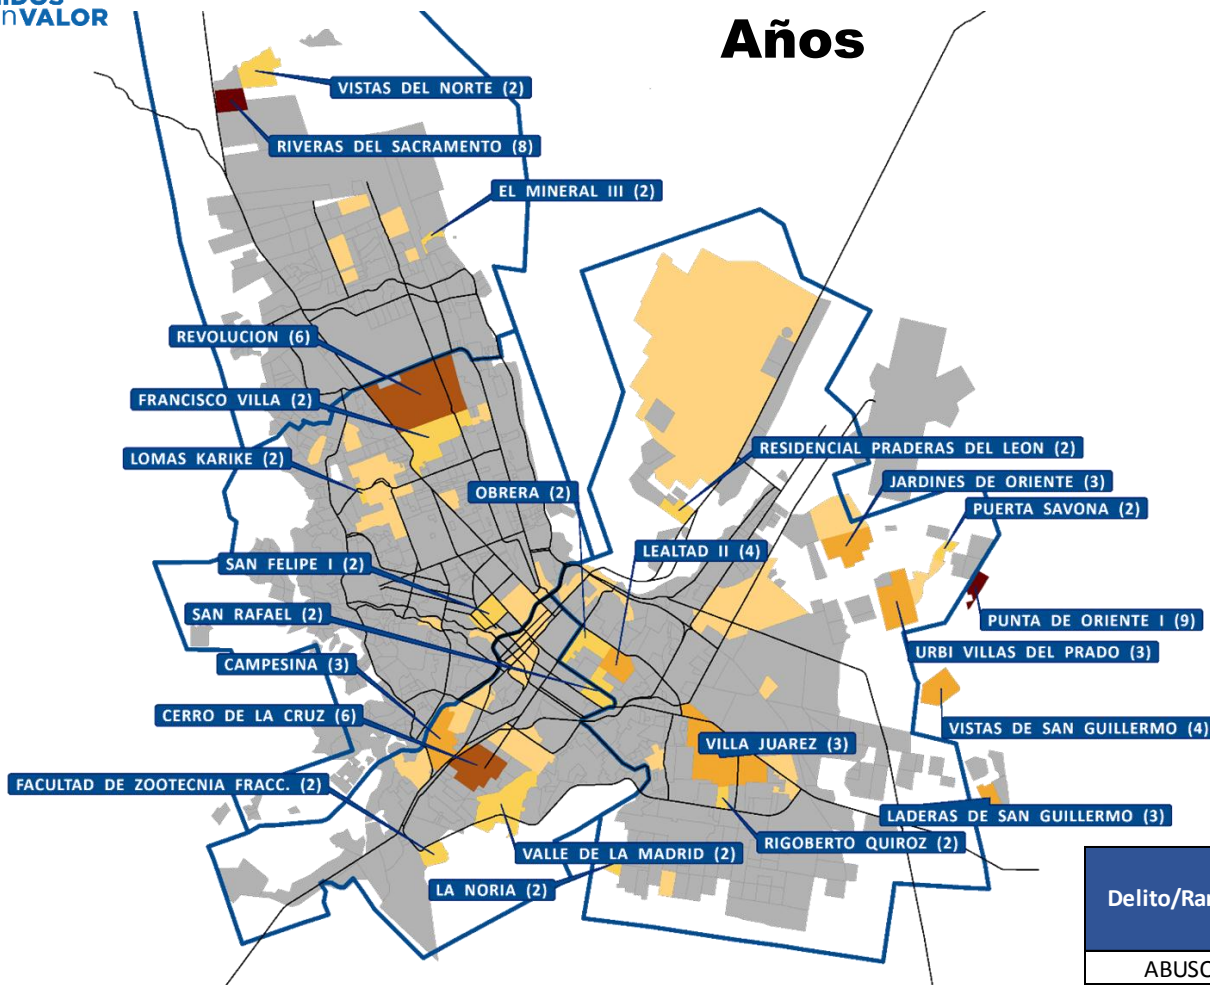 nVALOR
Años
VISTAS DEL NORTE (2)
RIVERAS DEL SACRAMENTO (8)
EL MINERAL III (2)
REVOLUCION (6)
FRANCISCO VILLA (2)
LOMAS KARIKE (2)
RESIDENCIAL PRADERAS DEL LEON (2)
JARDINES DE ORIENTE (3)
OBRERA (2)
PUERTA SAVONA (2)
LEALTAD II (4)
SAN FELIPE I (2)
SAN RAFAEL (2)
PUNTA DE ORIENTE I (9)
URBI VILLAS DEL PRADO (3)
CAMPESINA (3)
CERRO DE LA CRUZ (6)
VISTAS DE SAN GUILLERMO (4)
VILLA JUAREZ (3)
FACULTAD DE ZOOTECNIA FRACC. (2)
LADERAS DE SAN GUILLERMO (3)
RIGOBERTO QUIROZ (2)
VALLE DE LA MADRID (2)
LA NORIA (2)
Delito/Ra
ABUSO